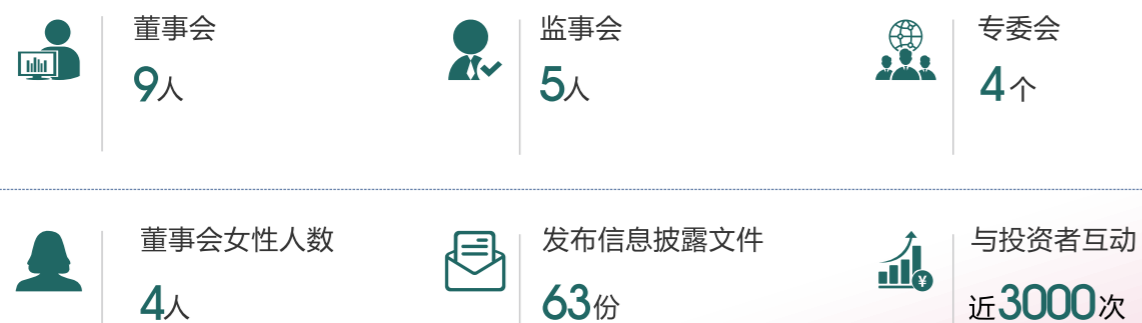 董事会
9人
监事会
5人
专委会
4个
董事会女性人数
4人
发布信息披露文件
63份
与投资者互动
近3000次